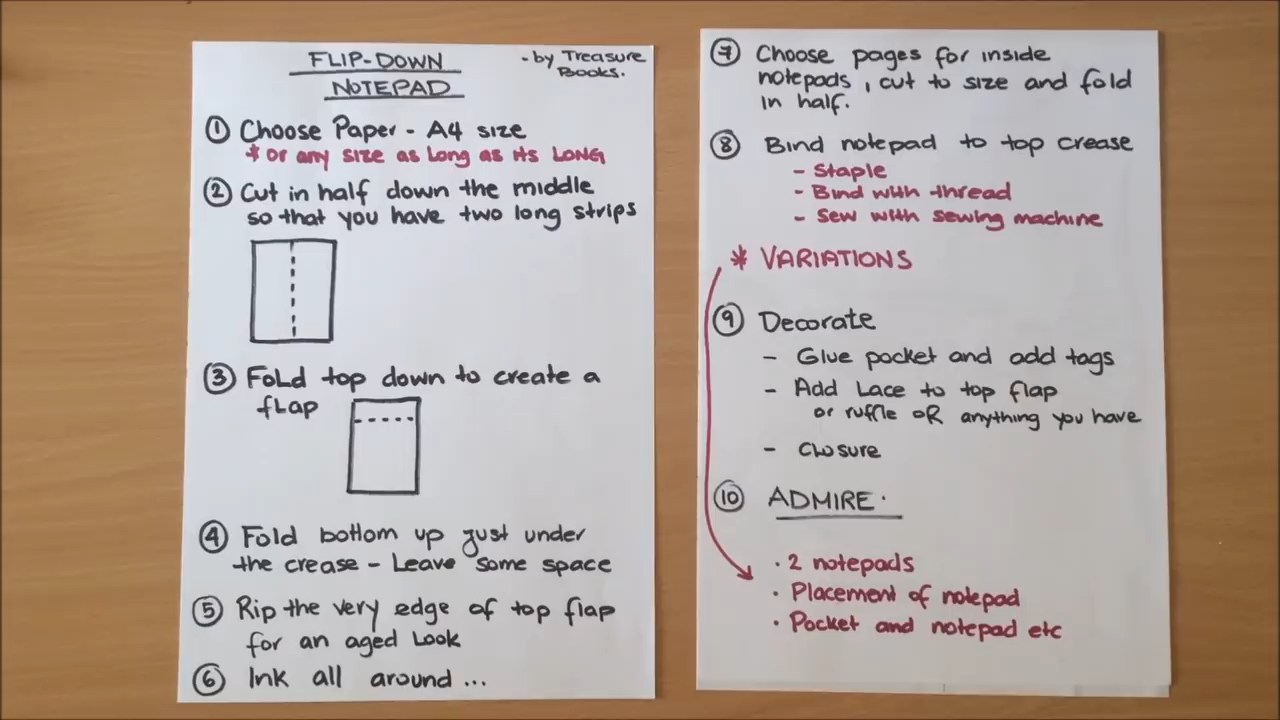 FLIP-DOWN
NOTEPAD
- by Treasure
Books.
① Choose Paper - A4 size
* or any size as long as its LONG
② Cut in half down the middle
so that you have two long strips
③ Fold top down to create a
flap
④ Fold bottom up just under
the crease - Leave some space
⑤ Rip the very edge of top flap
for an aged Look
⑥ Ink all around ...
⑦ Choose pages for inside
notepads, cut to size and fold
in half.
⑧ Bind notepad to top crease
- Staple
- Bind with thread
- Sew with sewing machine
* VARIATIONS
⑨ Decorate
- Glue pocket and add tags
- Add Lace to top flap
or ruffle OR anything you have
- Closure
⑩ ADMIRE.
· 2 notepads
· Placement of notepad
· Pocket and notepad etc